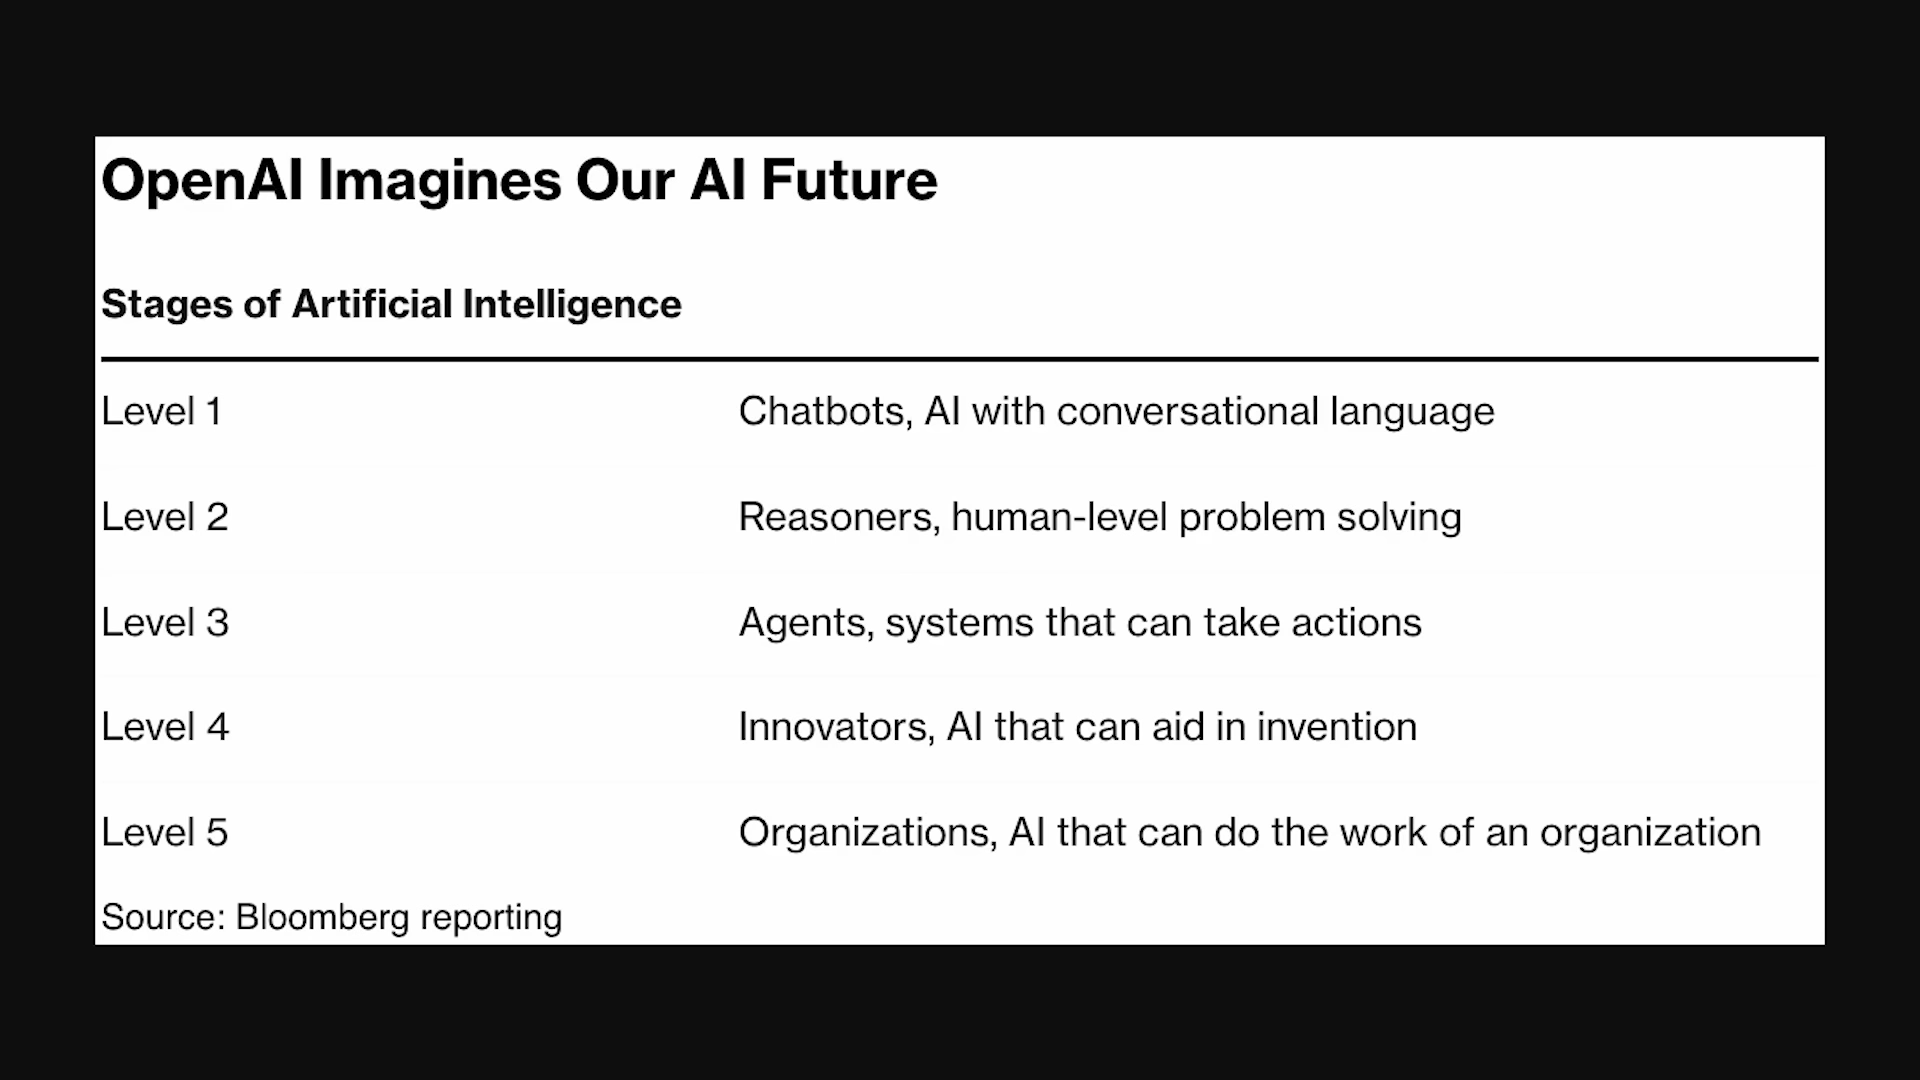 OpenAI Imagines Our AI Future
Stages of Artificial Intelligence
Level 1 Chatbots, AI with conversational language
Level 2 Reasoners, human-level problem solving
Level 3 Agents, systems that can take actions
Level 4 Innovators, AI that can aid in invention
Level 5 Organizations, AI that can do the work of an organization
Source: Bloomberg reporting